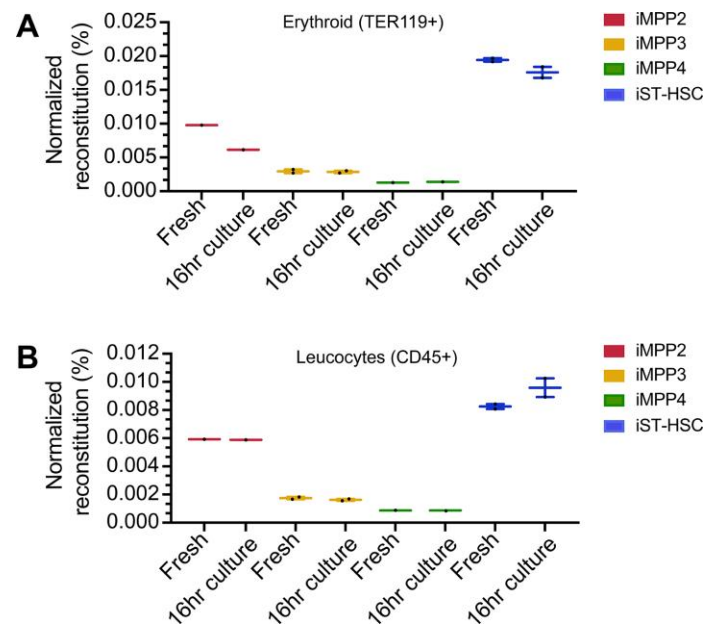 A
Erythroid (TER119+)
Normalized
reconstitution (%)
0.025
0.020
0.015
0.010
0.005
0.000
Fresh
16hr culture
Fresh
16hr culture
Fresh
16hr culture
Fresh
16hr culture
iMPP2
iMPP3
iMPP4
iST-HSC
B
Leucocytes (CD45+)
Normalized
reconstitution (%)
0.012
0.010
0.008
0.006
0.004
0.002
0.000
Fresh
16hr culture
Fresh
16hr culture
Fresh
16hr culture
Fresh
16hr culture
iMPP2
iMPP3
iMPP4
iST-HSC